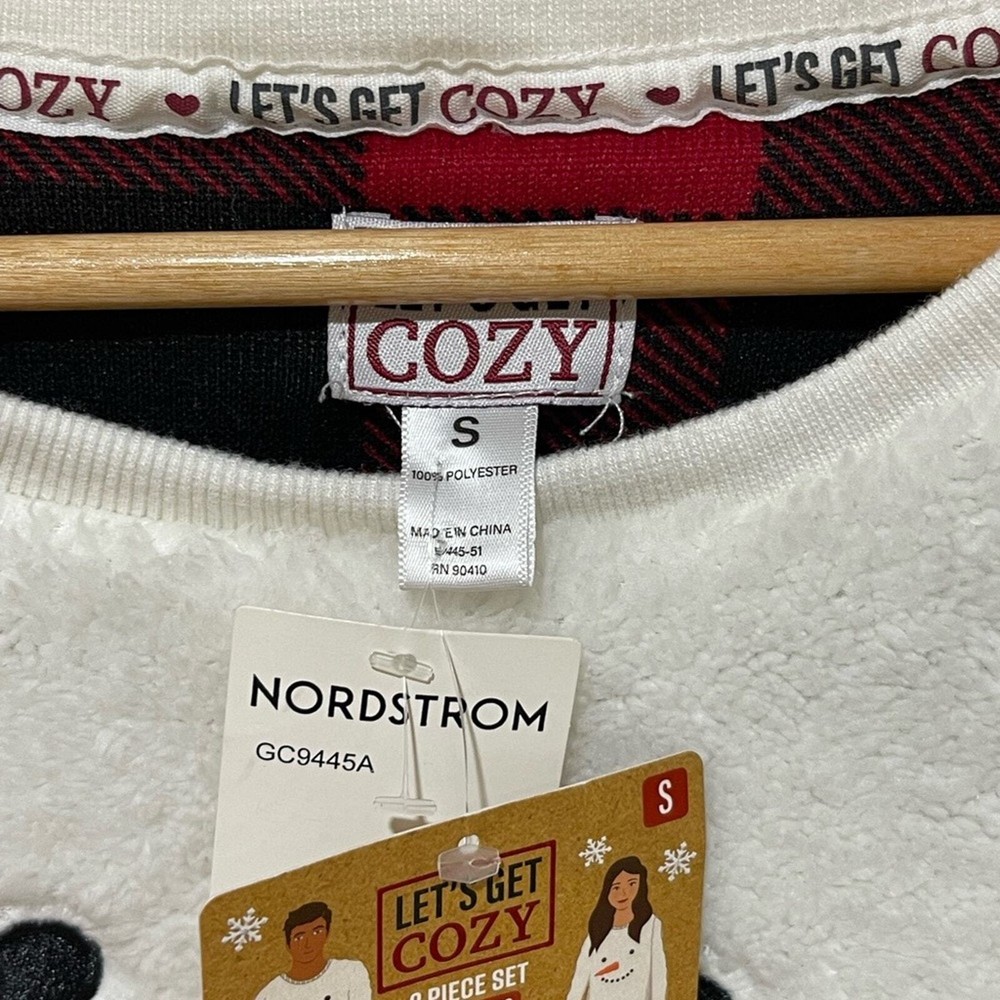 COZY LET'S GET COZY LET'S GET CO
COZY
S
100% POLYESTER
MADE IN CHINA
RN 90410
NORDSTROM
GC9445A
S
LET'S GET
COZY
PIECE SET